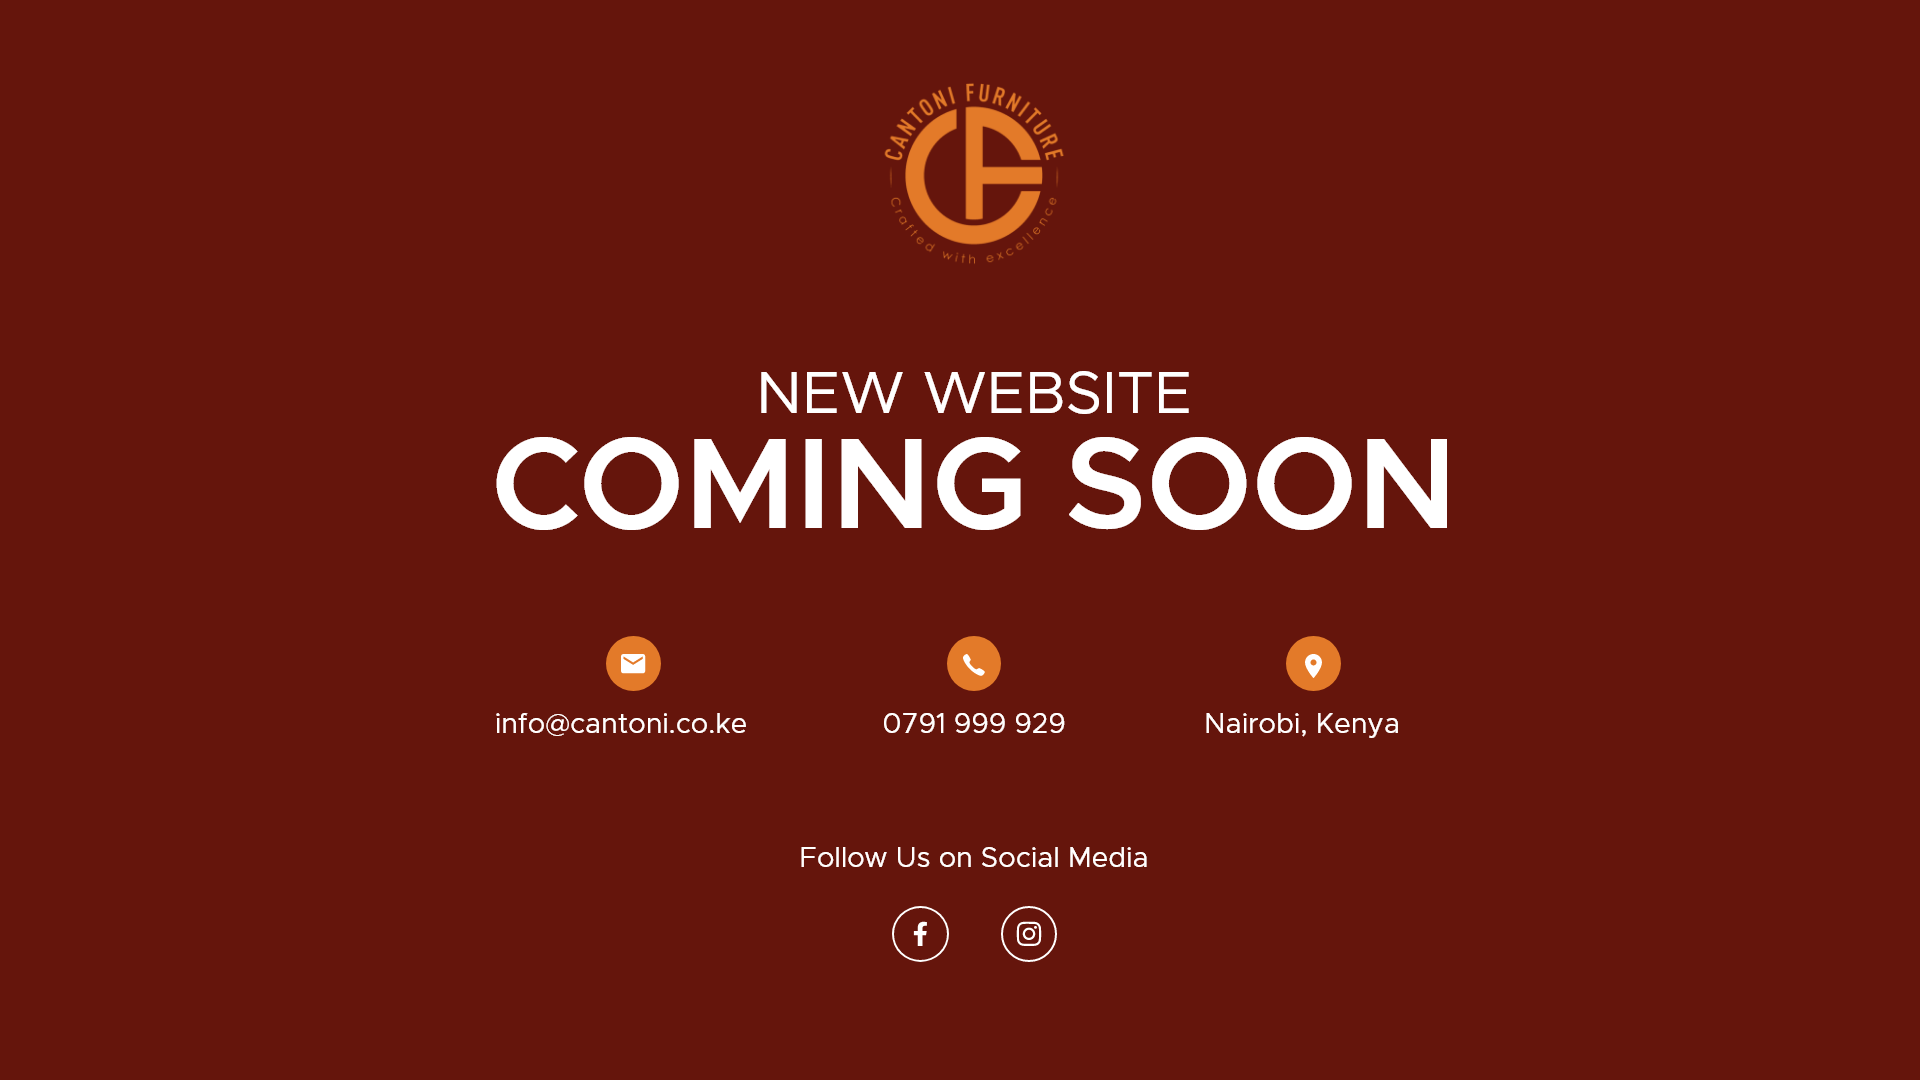 CANTONI FURNITURE
Crafted with excellence
NEW WEBSITE
COMING SOON
info@cantoni.co.ke
0791 999 929
Nairobi, Kenya
Follow Us on Social Media